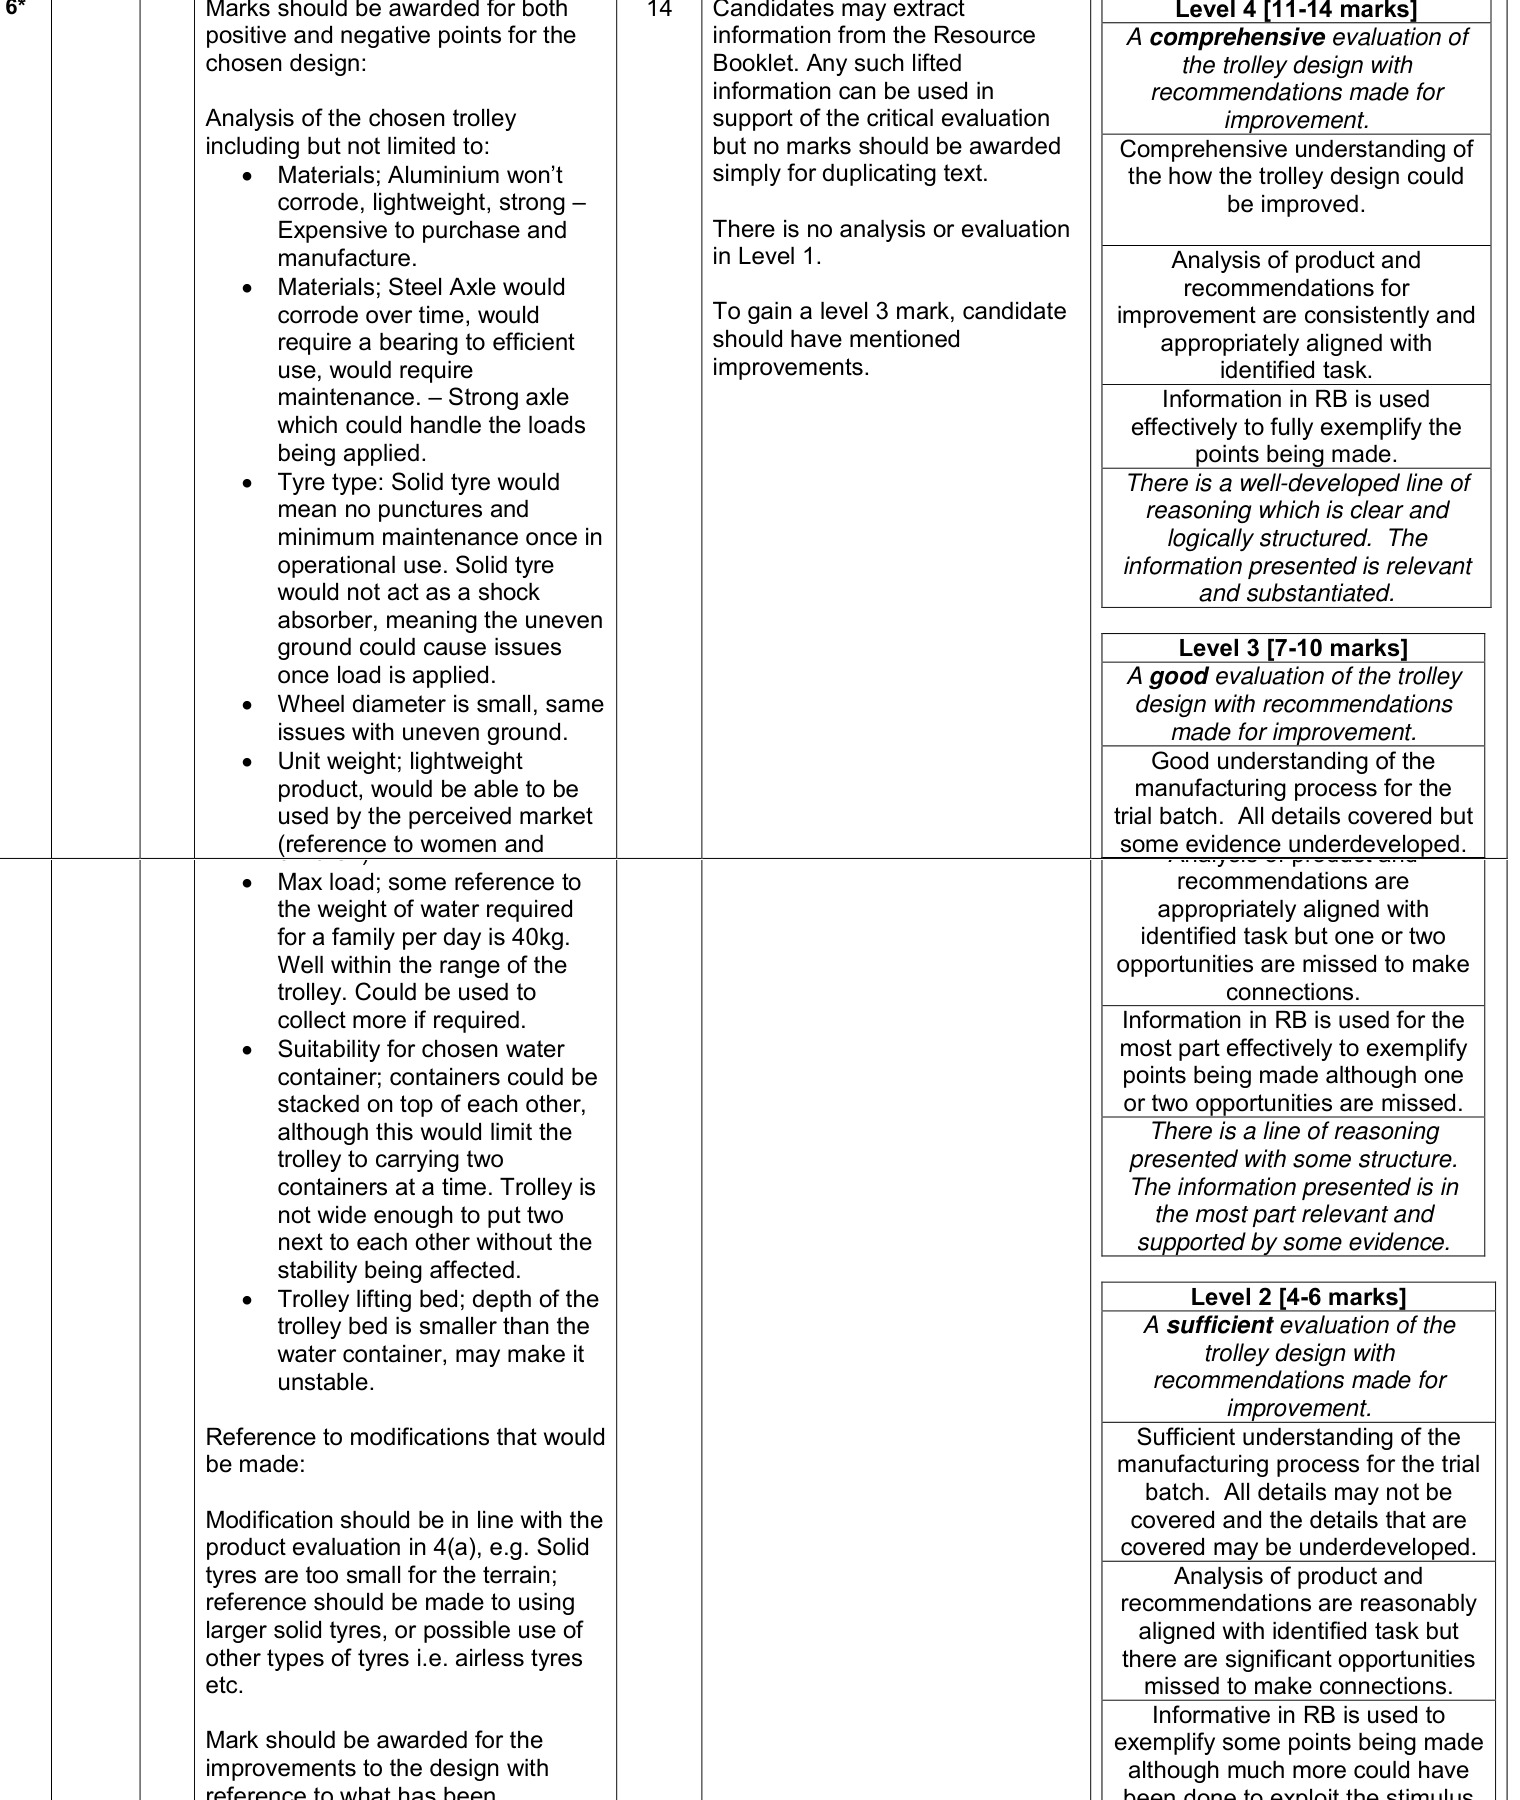 6*
Marks should be awarded for both
positive and negative points for the
chosen design:
Analysis of the chosen trolley
including but not limited to:
• Materials; Aluminium won’t
corrode, lightweight, strong –
Expensive to purchase and
manufacture.
• Materials; Steel Axle would
corrode over time, would
require a bearing to efficient
use, would require
maintenance. – Strong axle
which could handle the loads
being applied.
• Tyre type: Solid tyre would
mean no punctures and
minimum maintenance once in
operational use. Solid tyre
would not act as a shock
absorber, meaning the uneven
ground could cause issues
once load is applied.
• Wheel diameter is small, same
issues with uneven ground.
• Unit weight; lightweight
product, would be able to be
used by the perceived market
(reference to women and
• Max load; some reference to
the weight of water required
for a family per day is 40kg.
Well within the range of the
trolley. Could be used to
collect more if required.
• Suitability for chosen water
container; containers could be
stacked on top of each other,
although this would limit the
trolley to carrying two
containers at a time. Trolley is
not wide enough to put two
next to each other without the
stability being affected.
• Trolley lifting bed; depth of the
trolley bed is smaller than the
water container, may make it
unstable.
Reference to modifications that would
be made:
Modification should be in line with the
product evaluation in 4(a), e.g. Solid
tyres are too small for the terrain;
reference should be made to using
larger solid tyres, or possible use of
other types of tyres i.e. airless tyres
etc.
Mark should be awarded for the
improvements to the design with
reference to what has been
14
Candidates may extract
information from the Resource
Booklet. Any such lifted
information can be used in
support of the critical evaluation
but no marks should be awarded
simply for duplicating text.
There is no analysis or evaluation
in Level 1.
To gain a level 3 mark, candidate
should have mentioned
improvements.
Level 4 [11-14 marks]
A comprehensive evaluation of
the trolley design with
recommendations made for
improvement.
Comprehensive understanding of
the how the trolley design could
be improved.
Analysis of product and
recommendations for
improvement are consistently and
appropriately aligned with
identified task.
Information in RB is used
effectively to fully exemplify the
points being made.
There is a well-developed line of
reasoning which is clear and
logically structured. The
information presented is relevant
and substantiated.
Level 3 [7-10 marks]
A good evaluation of the trolley
design with recommendations
made for improvement.
Good understanding of the
manufacturing process for the
trial batch. All details covered but
some evidence underdeveloped.
Analysis of product and
recommendations are
appropriately aligned with
identified task but one or two
opportunities are missed to make
connections.
Information in RB is used for the
most part effectively to exemplify
points being made although one
or two opportunities are missed.
There is a line of reasoning
presented with some structure.
The information presented is in
the most part relevant and
supported by some evidence.
Level 2 [4-6 marks]
A sufficient evaluation of the
trolley design with
recommendations made for
improvement.
Sufficient understanding of the
manufacturing process for the trial
batch. All details may not be
covered and the details that are
covered may be underdeveloped.
Analysis of product and
recommendations are reasonably
aligned with identified task but
there are significant opportunities
missed to make connections.
Informative in RB is used to
exemplify some points being made
although much more could have
been done to exploit the stimulus